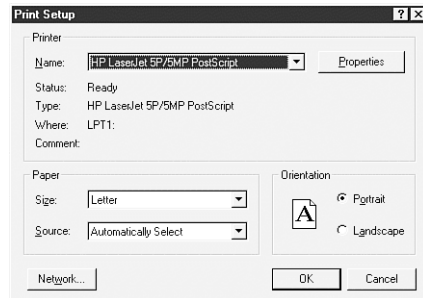 Print Setup
Printer
Name: HP LaserJet 5P/5MP PostScript Properties
Status: Ready
Type: HP LaserJet 5P/5MP PostScript
Where: LPT1:
Comment:
Paper
Size: Letter
Source: Automatically Select
Orientation
A
Portrait
Landscape
Network... OK Cancel